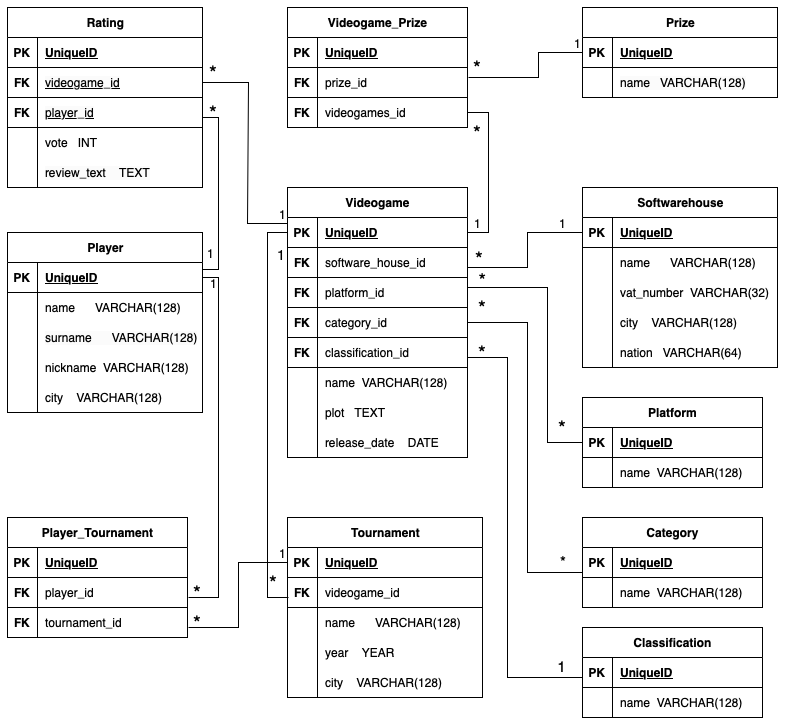 Rating
PK UniqueID
FK videogame_id
FK player_id
vote INT
review_text TEXT
*
*
Videogame_Prize
PK UniqueID
FK prize_id
FK videogames_id
*
*
Prize
PK UniqueID
name VARCHAR(128)
1
Player
PK UniqueID
name VARCHAR(128)
surname VARCHAR(128)
nickname VARCHAR(128)
city VARCHAR(128)
1
1
Videogame
PK UniqueID
FK software_house_id
FK platform_id
FK category_id
FK classification_id
name VARCHAR(128)
plot TEXT
release_date DATE
1
1
1
*
*
*
*
Softwarehouse
PK UniqueID
name VARCHAR(128)
vat_number VARCHAR(32)
city VARCHAR(128)
nation VARCHAR(64)
1
Platform
PK UniqueID
name VARCHAR(128)
*
Player_Tournament
PK UniqueID
FK player_id
FK tournament_id
*
*
Tournament
PK UniqueID
FK videogame_id
name VARCHAR(128)
year YEAR
city VARCHAR(128)
1
*
Category
PK UniqueID
name VARCHAR(128)
*
Classification
PK UniqueID
name VARCHAR(128)
1